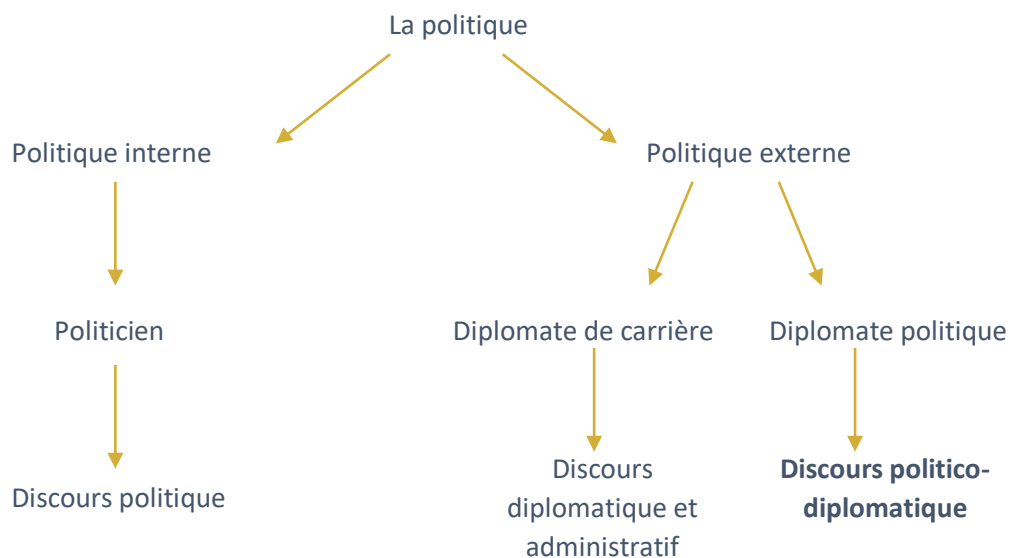 La politique
Politique interne
Politique externe
Politicien
Diplomate de carrière
Diplomate politique
Discours politique
Discours
diplomatique et
administratif
Discours politico-
diplomatique